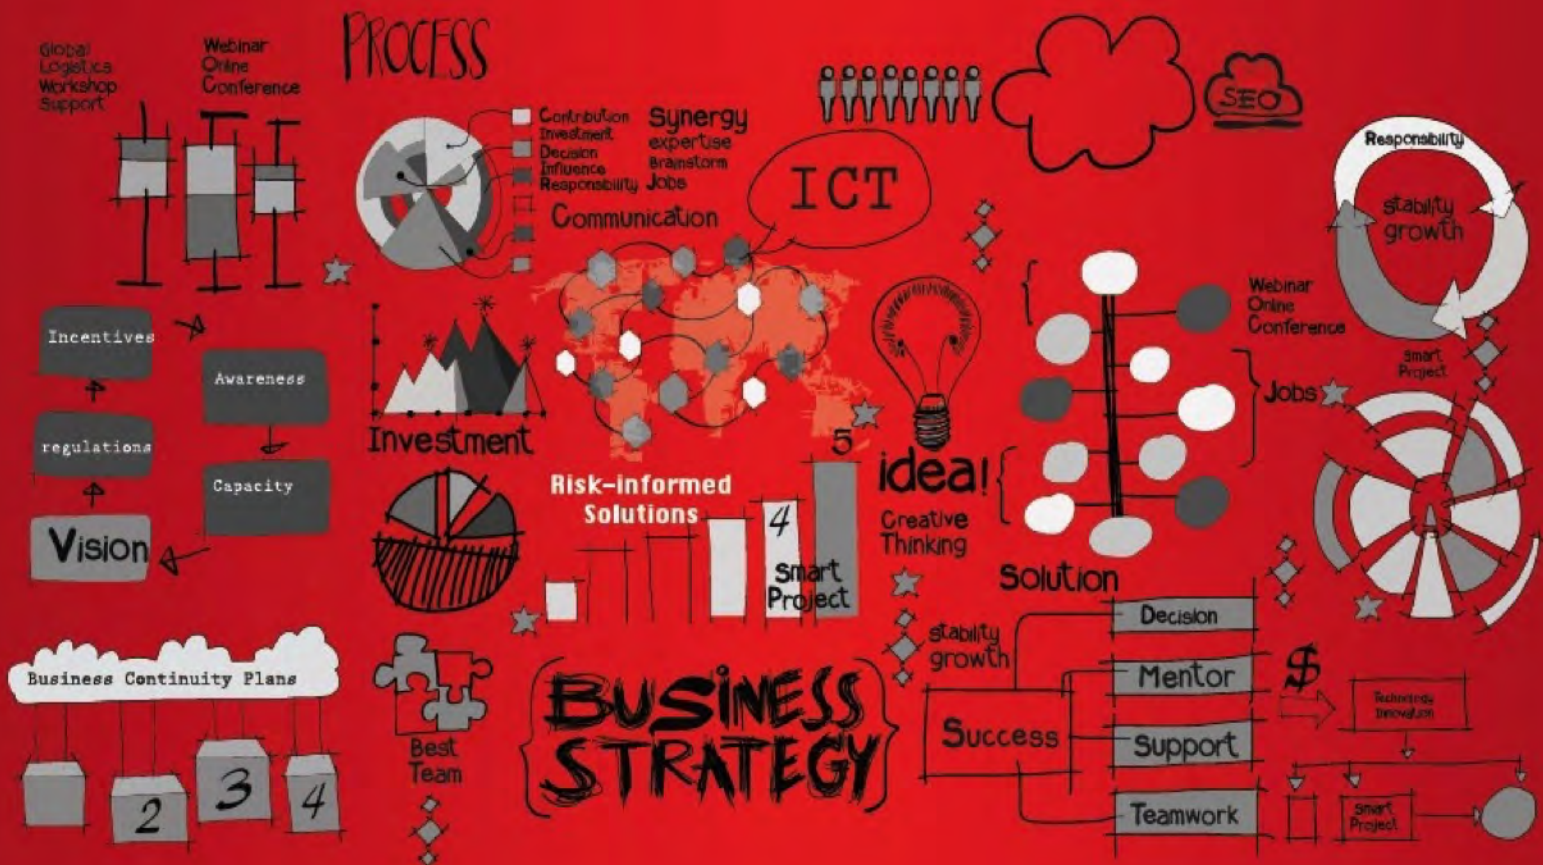 Global
Logistics
Workshop
Support
Webinar
Online
Conference
PROCESS
Contribution
Investment
Decision
Influence
Responsibility
Synergy
expertise
Brainstorm
Jobs
Communication
ICT
SEO
Responsibility
stability
growth
Smart
Project
Webinar
Online
Conference
Jobs
Incentives
Awareness
regulations
Capacity
Vision
Investment
Risk-informed
Solutions
4
5
Smart
Project
idea!
Creative
Thinking
Solution
Business Continuity Plans
2
3
4
Best
Team
BUSINESS
STRATEGY
stability
growth
Success
Decision
Mentor
Support
Teamwork
$
Technology
Innovation
Smart
Project